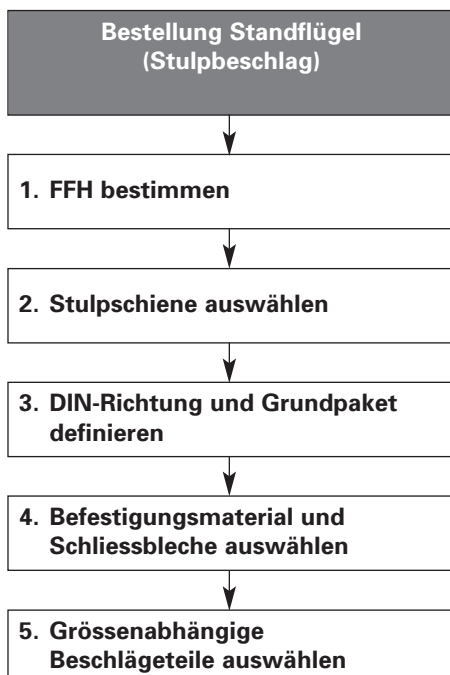 Bestellung Standflügel
(Stulpbeschlag)
1. FFH bestimmen
2. Stulpschiene auswählen
3. DIN-Richtung und Grundpaket
definieren
4. Befestigungsmaterial und
Schliessbleche auswählen
5. Grössenabhängige
Beschlägeteile auswählen